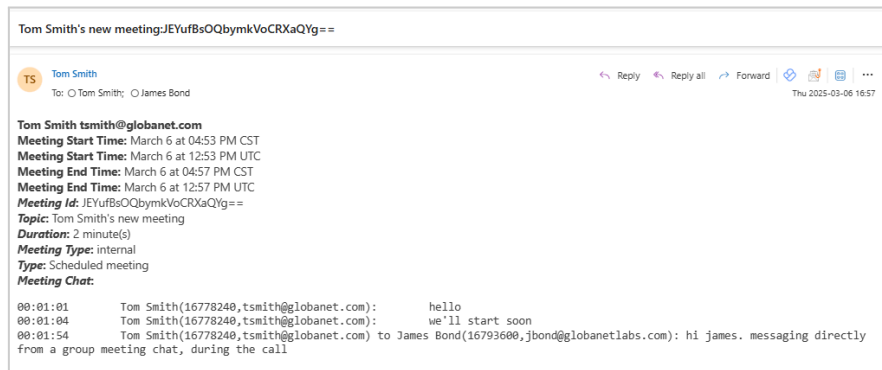 Tom Smith's new meeting:JEYufBsOQbymkVoCRXaQYg==
TS
Tom Smith
Reply Reply all Forward
To: Tom Smith; James Bond
Thu 2025-03-06 16:57
Tom Smith tsmith@globanet.com
Meeting Start Time: March 6 at 04:53 PM CST
Meeting Start Time: March 6 at 12:53 PM UTC
Meeting End Time: March 6 at 04:57 PM CST
Meeting End Time: March 6 at 12:57 PM UTC
Meeting Id: JEYufBsOQbymkVoCRXaQYg==
Topic: Tom Smith's new meeting
Duration: 2 minute(s)
Meeting Type: internal
Type: Scheduled meeting
Meeting Chat:
00:01:01 Tom Smith(16778240,tsmith@globanet.com): hello
00:01:04 Tom Smith(16778240,tsmith@globanet.com): we'll start soon
00:01:54 Tom Smith(16778240,tsmith@globanet.com) to James Bond(16793600,jbond@globanetlabs.com): hi james. messaging directly
from a group meeting chat, during the call